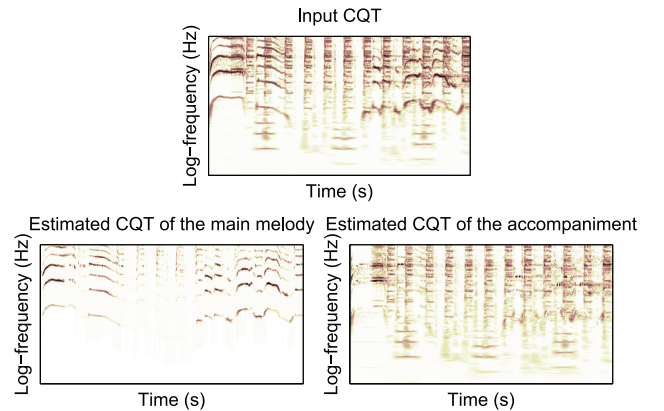 Input CQT
Log-frequency (Hz)
Time (s)
Estimated CQT of the main melody
Log-frequency (Hz)
Time (s)
Estimated CQT of the accompaniment
Log-frequency (Hz)
Time (s)